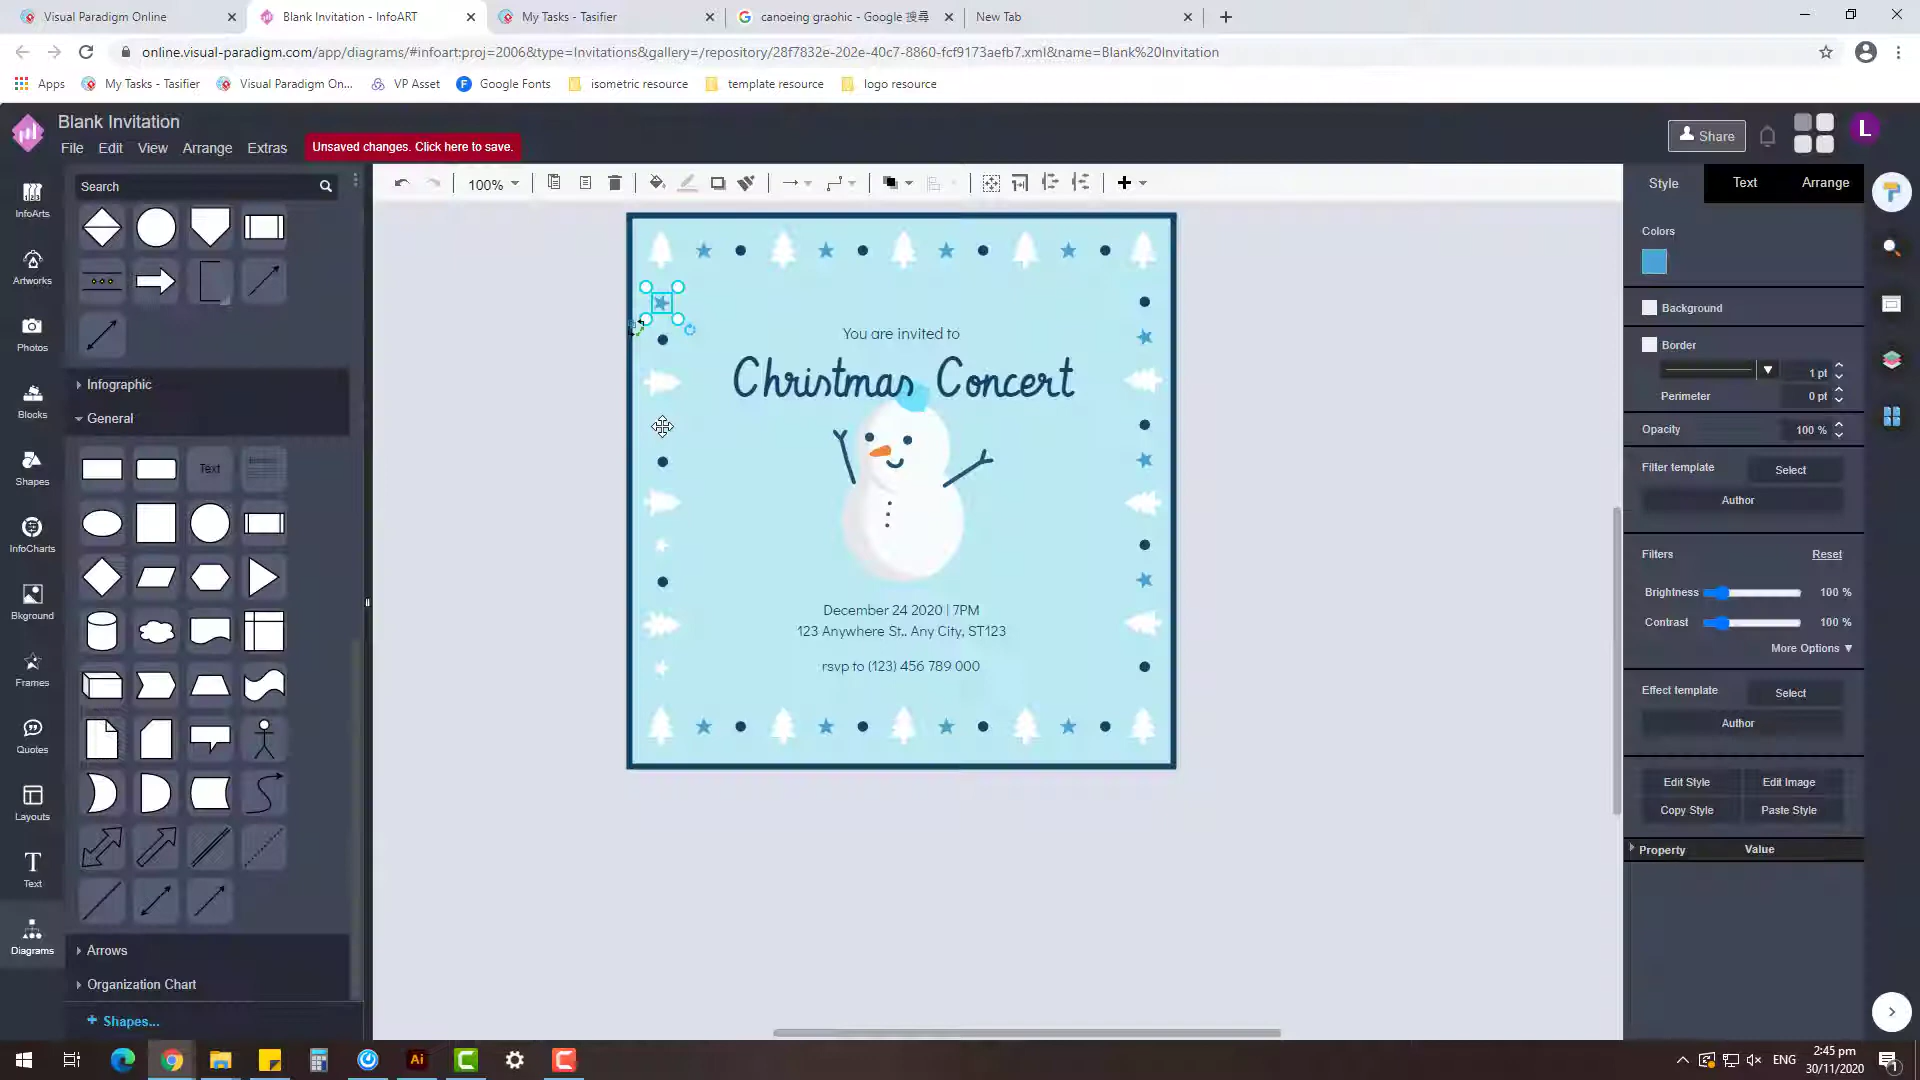 Visual Paradigm Online
Blank Invitation - InfoART
My Tasks - Tasifier
canoeing graohic - Google 搜尋
New Tab
online.visual-paradigm.com/app/diagrams/#infoart:proj=2006&type=Invitations&gallery=/repository/28f7832e-202e-40c7-8860-fcf9173aefb7.xml&name=Blank%20Invitation
Apps
My Tasks - Tasifier
Visual Paradigm On...
VP Asset
Google Fonts
isometric resource
template resource
logo resource
Blank Invitation
File Edit View Arrange Extras
Unsaved changes. Click here to save.
Share
L
Search
100%
Style
Text
Arrange
InfoArts
Artworks
Photos
Blocks
Shapes
InfoCharts
Bkground
Frames
Quotes
Layouts
Text
Diagrams
Infographic
General
Text
Arrows
Organization Chart
+ Shapes...
You are invited to
Christmas Concert
December 24 2020 | 7PM
123 Anywhere St., Any City, ST123
rsvp to (123) 456 789 000
Colors
Background
Border
1 pt
Perimeter 0 pt
Opacity 100 %
Filter template Select
Author
Filters Reset
Brightness 100 %
Contrast 100 %
More Options ▼
Effect template Select
Author
Edit Style Edit Image
Copy Style Paste Style
Property Value
Ai
ENG
2:45 pm
30/11/2020
1